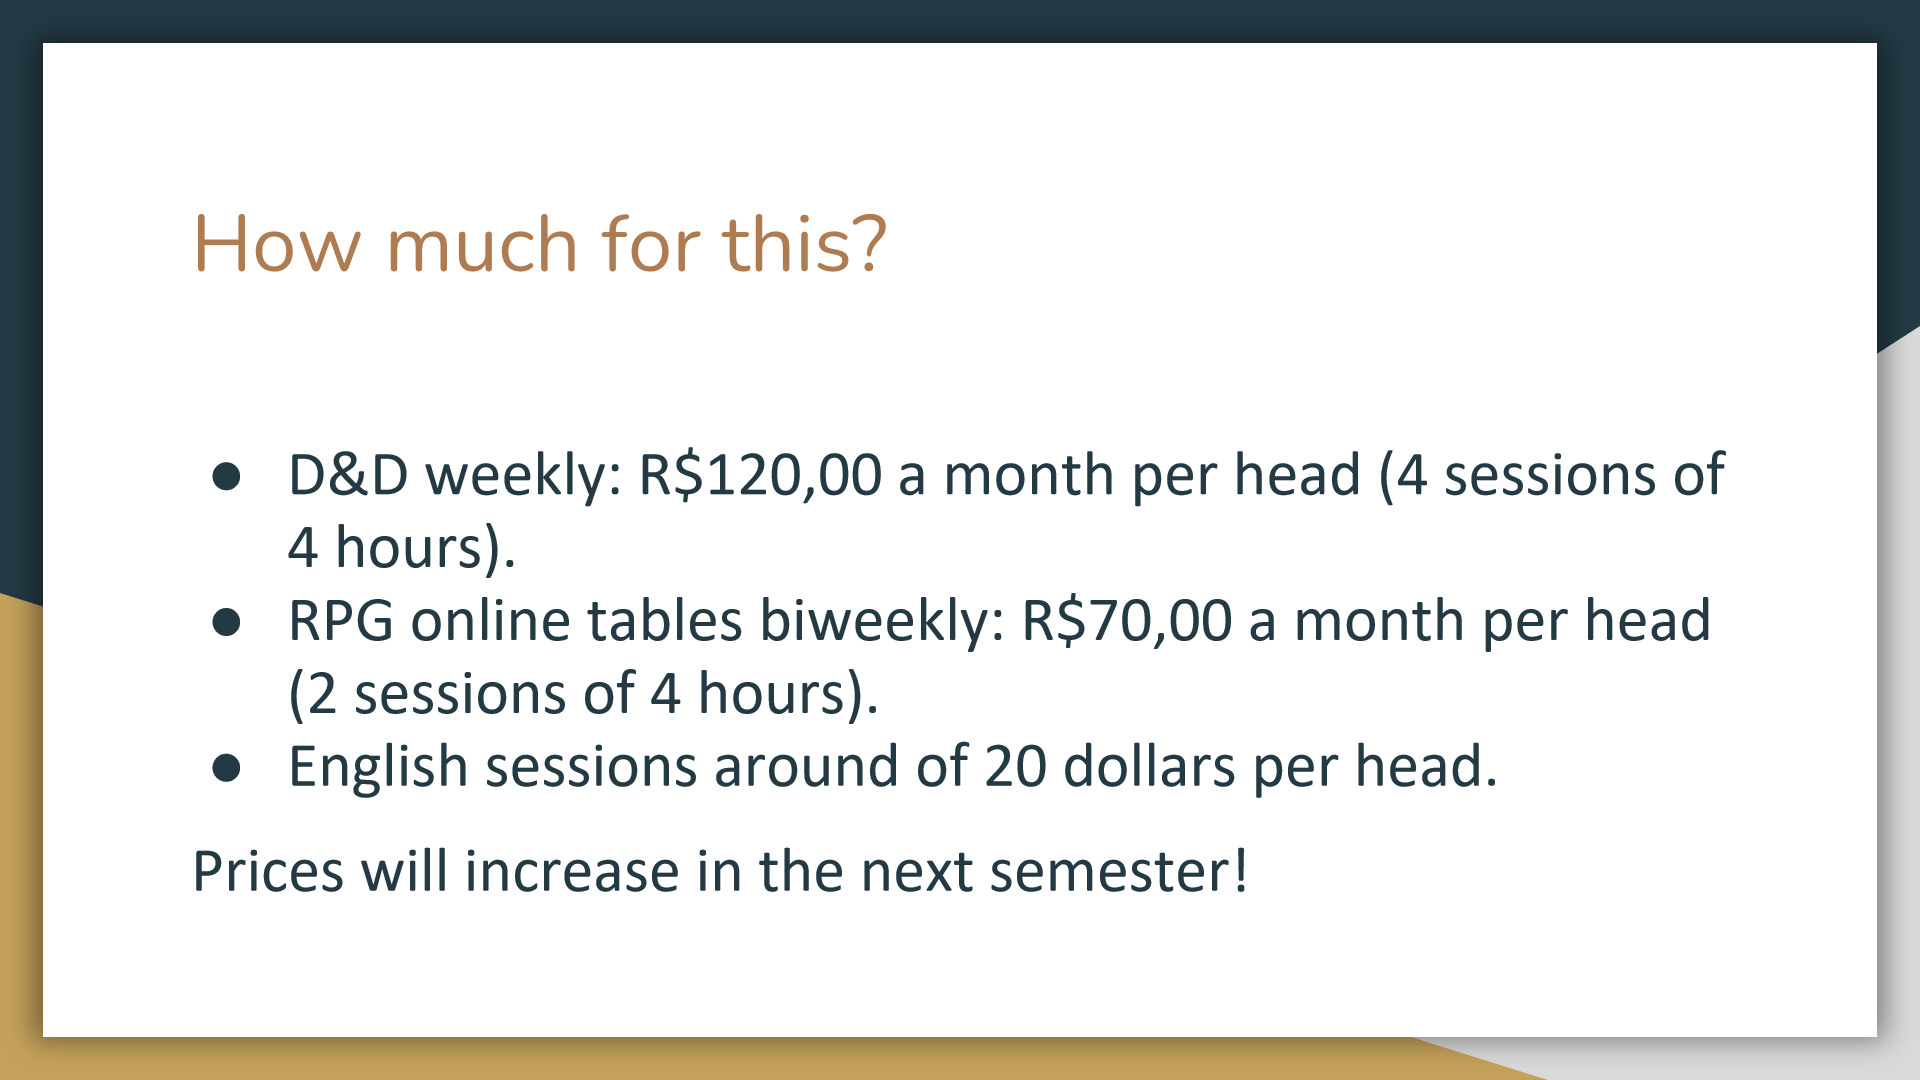 How much for this?
● D&D weekly: R$120,00 a month per head (4 sessions of
4 hours).
● RPG online tables biweekly: R$70,00 a month per head
(2 sessions of 4 hours).
● English sessions around of 20 dollars per head.
Prices will increase in the next semester!